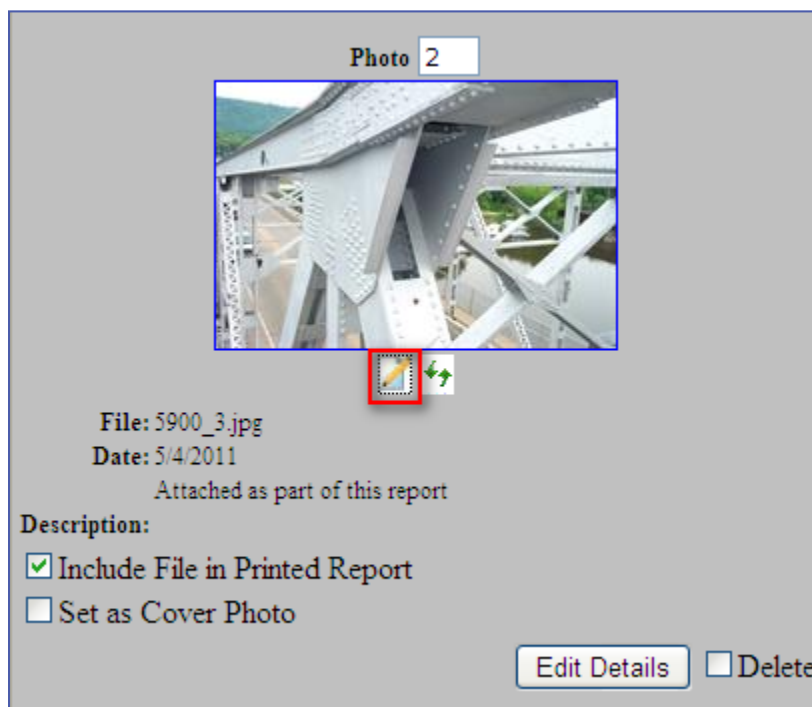 Photo 2
File: 5900_3.jpg
Date: 5/4/2011
Attached as part of this report
Description:
Include File in Printed Report
Set as Cover Photo
Edit Details Delete